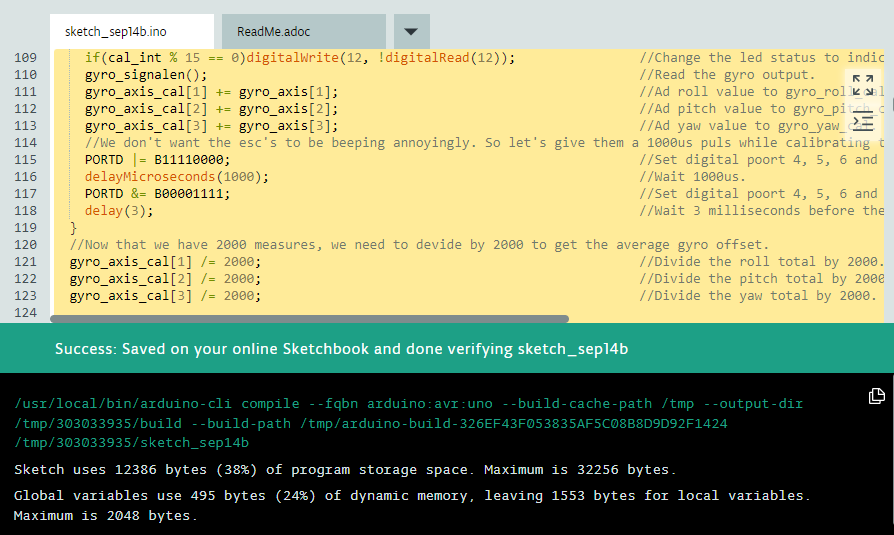 sketch_sep14b.ino ReadMe.adoc
109 if(cal_int % 15 == 0)digitalWrite(12, !digitalRead(12)); //Change the led status to indic
110 gyro_signalen(); //Read the gyro output.
111 gyro_axis_cal[1] += gyro_axis[1]; //Ad roll value to gyro_roll_cal
112 gyro_axis_cal[2] += gyro_axis[2]; //Ad pitch value to gyro_pitch_c
113 gyro_axis_cal[3] += gyro_axis[3]; //Ad yaw value to gyro_yaw_cal
114 //We don't want the esc's to be beeping annoyingly. So let's give them a 1000us puls while calibrating t
115 PORTD |= B11110000; //Set digital poort 4, 5, 6 and
116 delayMicroseconds(1000); //Wait 1000us.
117 PORTD &= B00001111; //Set digital poort 4, 5, 6 and
118 delay(3); //Wait 3 milliseconds before the
119 }
120 //Now that we have 2000 measures, we need to devide by 2000 to get the average gyro offset.
121 gyro_axis_cal[1] /= 2000; //Divide the roll total by 2000.
122 gyro_axis_cal[2] /= 2000; //Divide the pitch total by 2000
123 gyro_axis_cal[3] /= 2000; //Divide the yaw total by 2000.
124
Success: Saved on your online Sketchbook and done verifying sketch_sep14b
/usr/local/bin/arduino-cli compile --fqbn arduino:avr:uno --build-cache-path /tmp --output-dir
/tmp/303033935/build --build-path /tmp/arduino-build-326EF43F053835AF5C08B8D9D92F1424
/tmp/303033935/sketch_sep14b
Sketch uses 12386 bytes (38%) of program storage space. Maximum is 32256 bytes.
Global variables use 495 bytes (24%) of dynamic memory, leaving 1553 bytes for local variables.
Maximum is 2048 bytes.